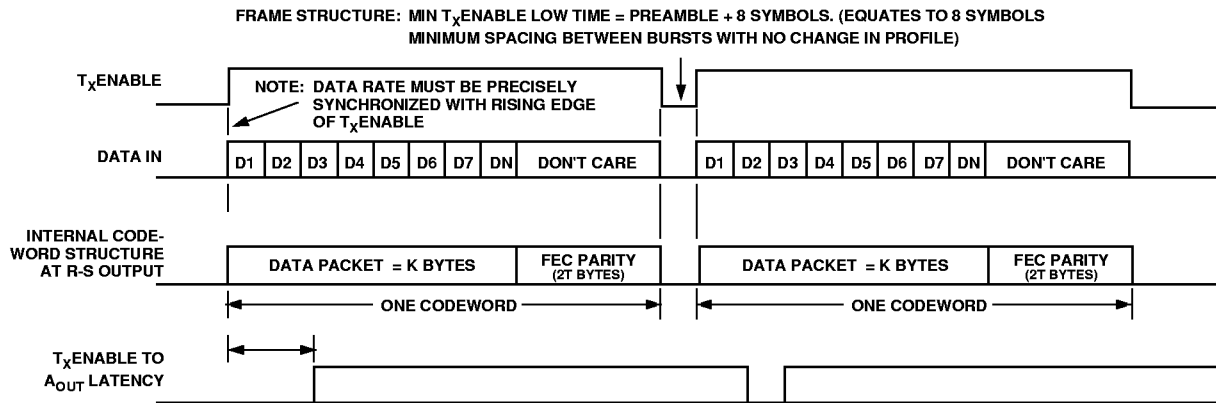 FRAME STRUCTURE: MIN TXENABLE LOW TIME = PREAMBLE + 8 SYMBOLS. (EQUATES TO 8 SYMBOLS
MINIMUM SPACING BETWEEN BURSTS WITH NO CHANGE IN PROFILE)
TXENABLE
NOTE: DATA RATE MUST BE PRECISELY
SYNCHRONIZED WITH RISING EDGE
OF TXENABLE
DATA IN
D1 D2 D3 D4 D5 D6 D7 DN DON'T CARE
D1 D2 D3 D4 D5 D6 D7 DN DON'T CARE
INTERNAL CODE-
WORD STRUCTURE
AT R-S OUTPUT
DATA PACKET = K BYTES
FEC PARITY
(2T BYTES)
DATA PACKET = K BYTES
FEC PARITY
(2T BYTES)
ONE CODEWORD
ONE CODEWORD
TXENABLE TO
AOUT LATENCY